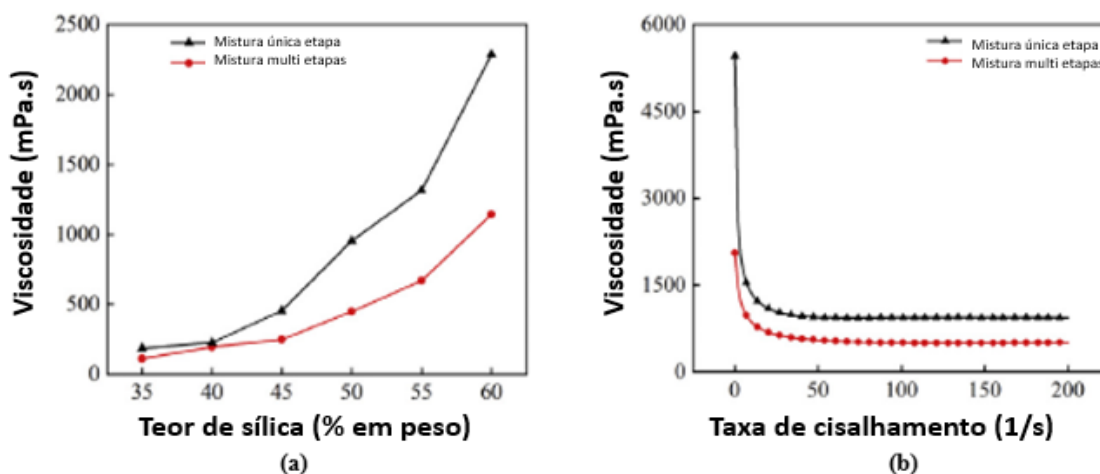 2500
2000
1500
1000
500
0
Viscosidade (mPa.s)
Mistura única etapa
Mistura multi etapas
35 40 45 50 55 60
Teor de sílica (% em peso)
(a)
6000
4500
3000
1500
0
Viscosidade (mPa.s)
Mistura única etapa
Mistura multi etapas
0 50 100 150 200
Taxa de cisalhamento (1/s)
(b)